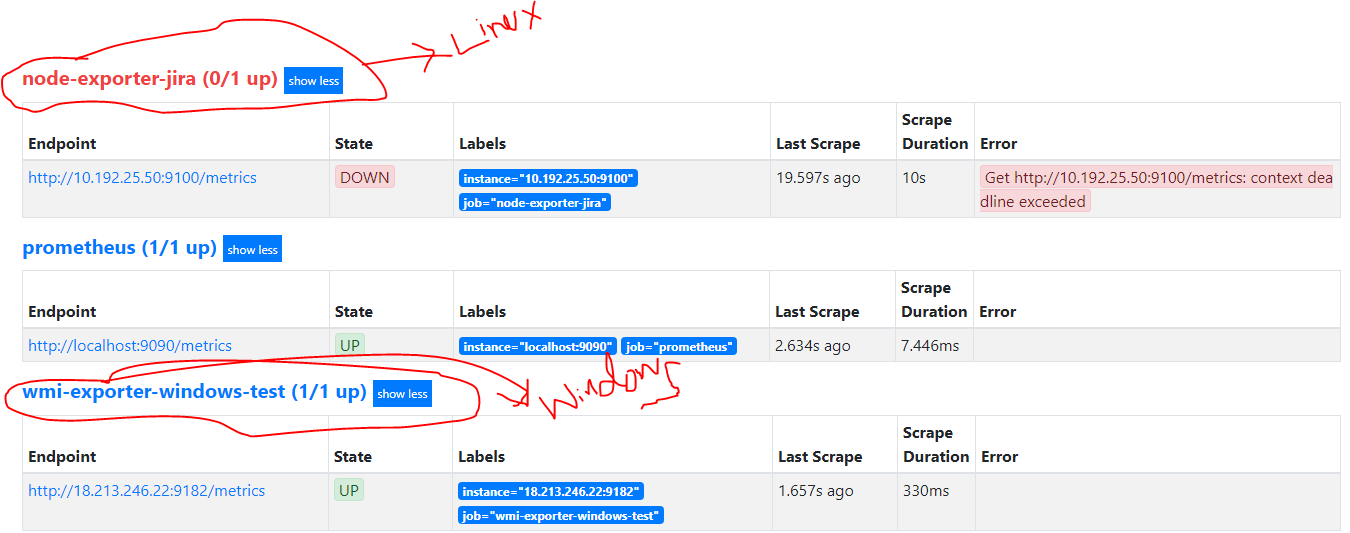 Linux
node-exporter-jira (0/1 up) show less
Endpoint State Labels Last Scrape Scrape Duration Error
http://10.192.25.50:9100/metrics DOWN instance="10.192.25.50:9100" 19.597s ago 10s Get http://10.192.25.50:9100/metrics: context dea
job="node-exporter-jira" dline exceeded
prometheus (1/1 up) show less
Endpoint State Labels Last Scrape Scrape Duration Error
http://localhost:9090/metrics UP instance="localhost:9090" job="prometheus" 2.634s ago 7.446ms
wmi-exporter-windows-test (1/1 up) show less
Windows
Endpoint State Labels Last Scrape Scrape Duration Error
http://18.213.246.22:9182/metrics UP instance="18.213.246.22:9182" 1.657s ago 330ms
job="wmi-exporter-windows-test"